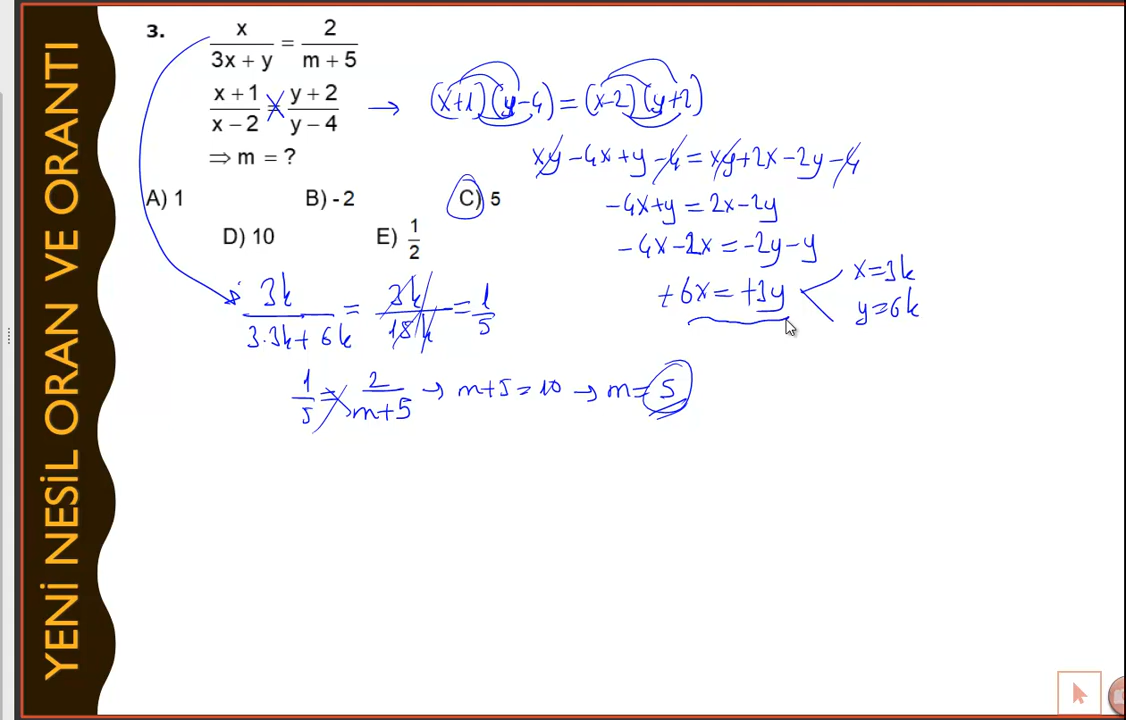 YENİ NESİL ORAN VE ORANTI
3.
x/(3x + y) = 2/(m + 5)
(x + 1)/(x − 2) = (y + 2)/(y − 4) → (x+1)(y-4) = (x-2)(y+2)
⇒ m = ?
xy - 4x + y - 4 = xy + 2x - 2y - 4
A) 1 B) - 2 C) 5
-4x+y = 2x-2y
D) 10 E) 1/2
-4x-2x = -2y-y
+6x = +3y
x=3k
y=6k
3k/(3.3k+6k) = 3k/15k = 1/5
1/5 = 2/(m+5) → m+5=10 → m=5